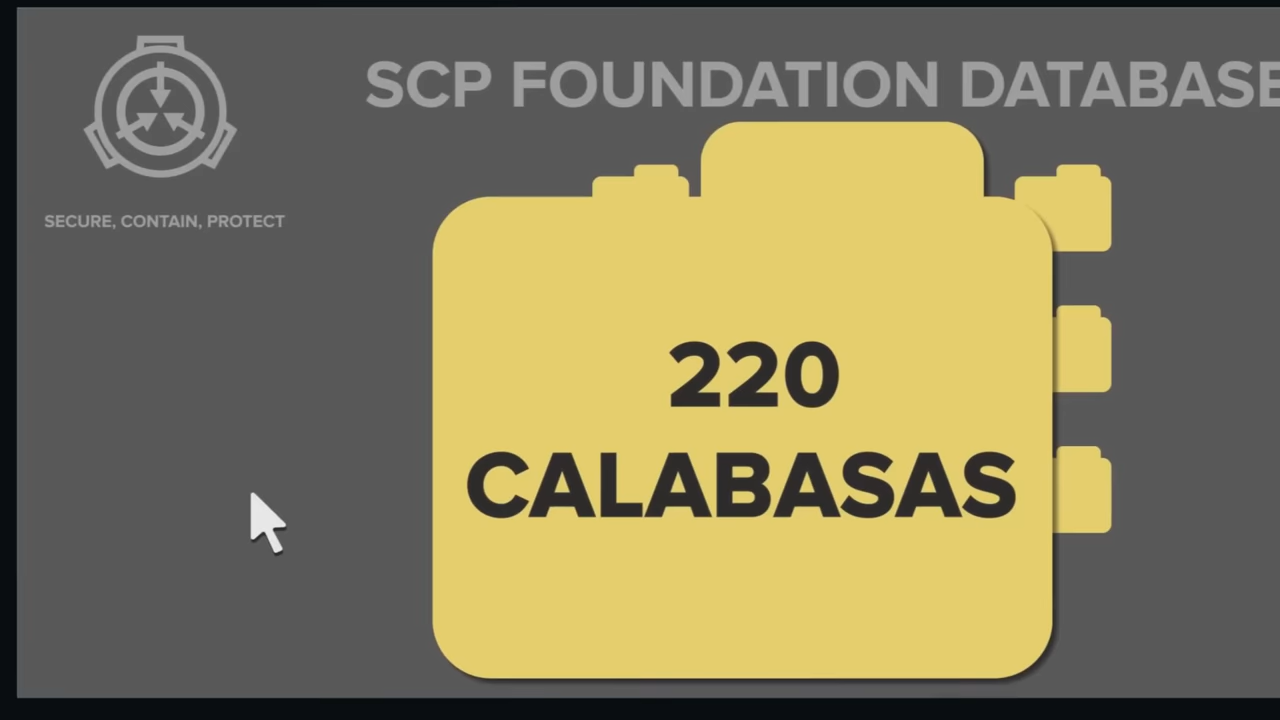 SCP FOUNDATION DATABASE
SECURE, CONTAIN, PROTECT
220
CALABASAS